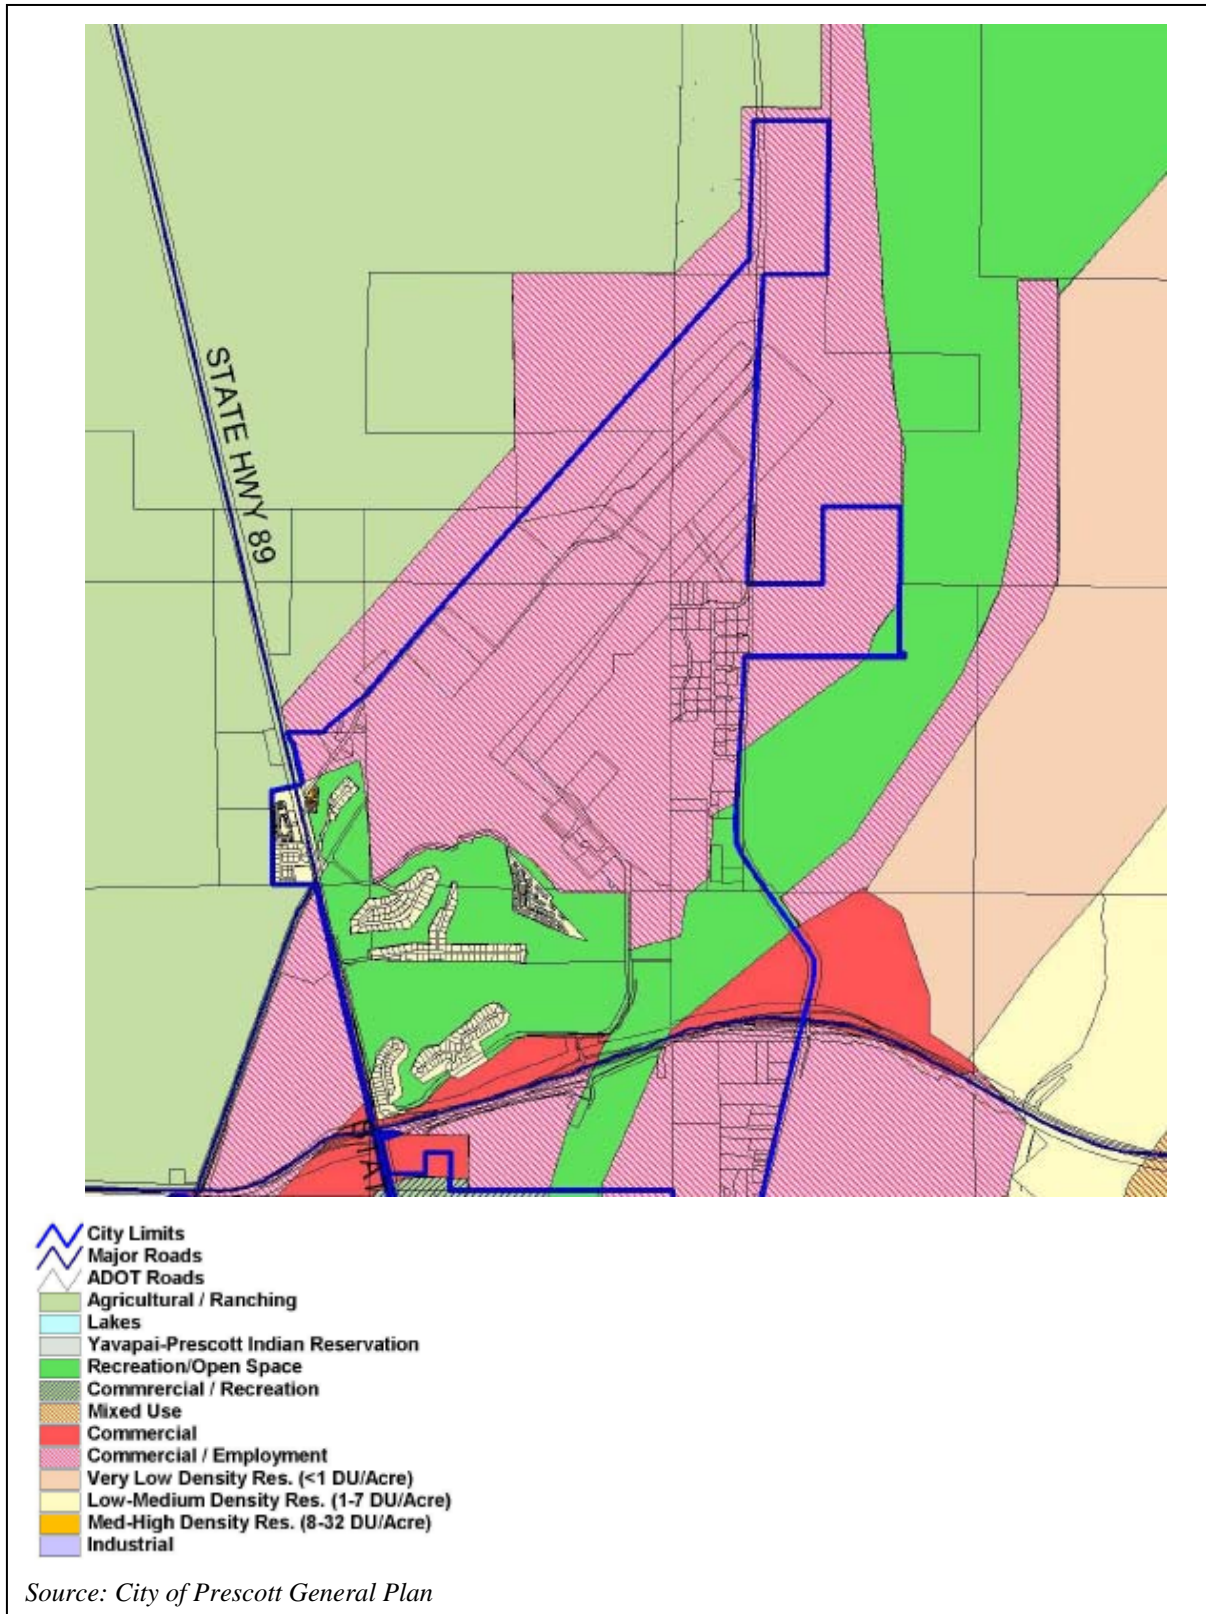 STATE HWY 89
City Limits
Major Roads
ADOT Roads
Agricultural / Ranching
Lakes
Yavapai-Prescott Indian Reservation
Recreation/Open Space
Commrercial / Recreation
Mixed Use
Commercial
Commercial / Employment
Very Low Density Res. (<1 DU/Acre)
Low-Medium Density Res. (1-7 DU/Acre)
Med-High Density Res. (8-32 DU/Acre)
Industrial
Source: City of Prescott General Plan